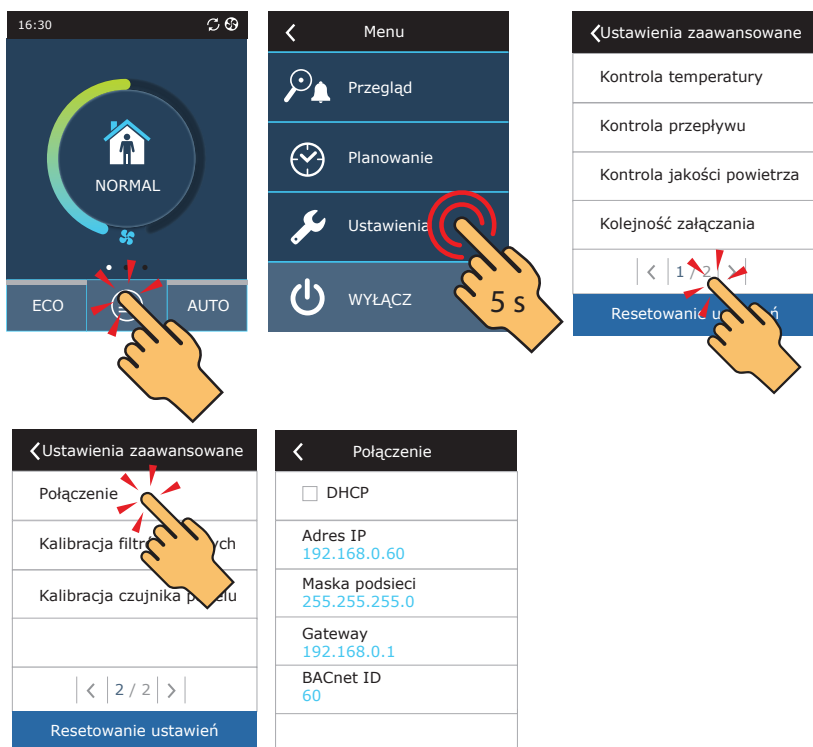 16:30
NORMAL
ECO
AUTO
Menu
Przegląd
Planowanie
Ustawienia
WYŁĄCZ
5 s
Ustawienia zaawansowane
Kontrola temperatury
Kontrola przepływu
Kontrola jakości powietrza
Kolejność załączania
1 / 2
Resetowanie
Ustawienia zaawansowane
Połączenie
Kalibracja
Kalibracja czujnika
2 / 2
Resetowanie ustawień
Połączenie
DHCP
Adres IP
192.168.0.60
Maska podsieci
255.255.255.0
Gateway
192.168.0.1
BACnet ID
60